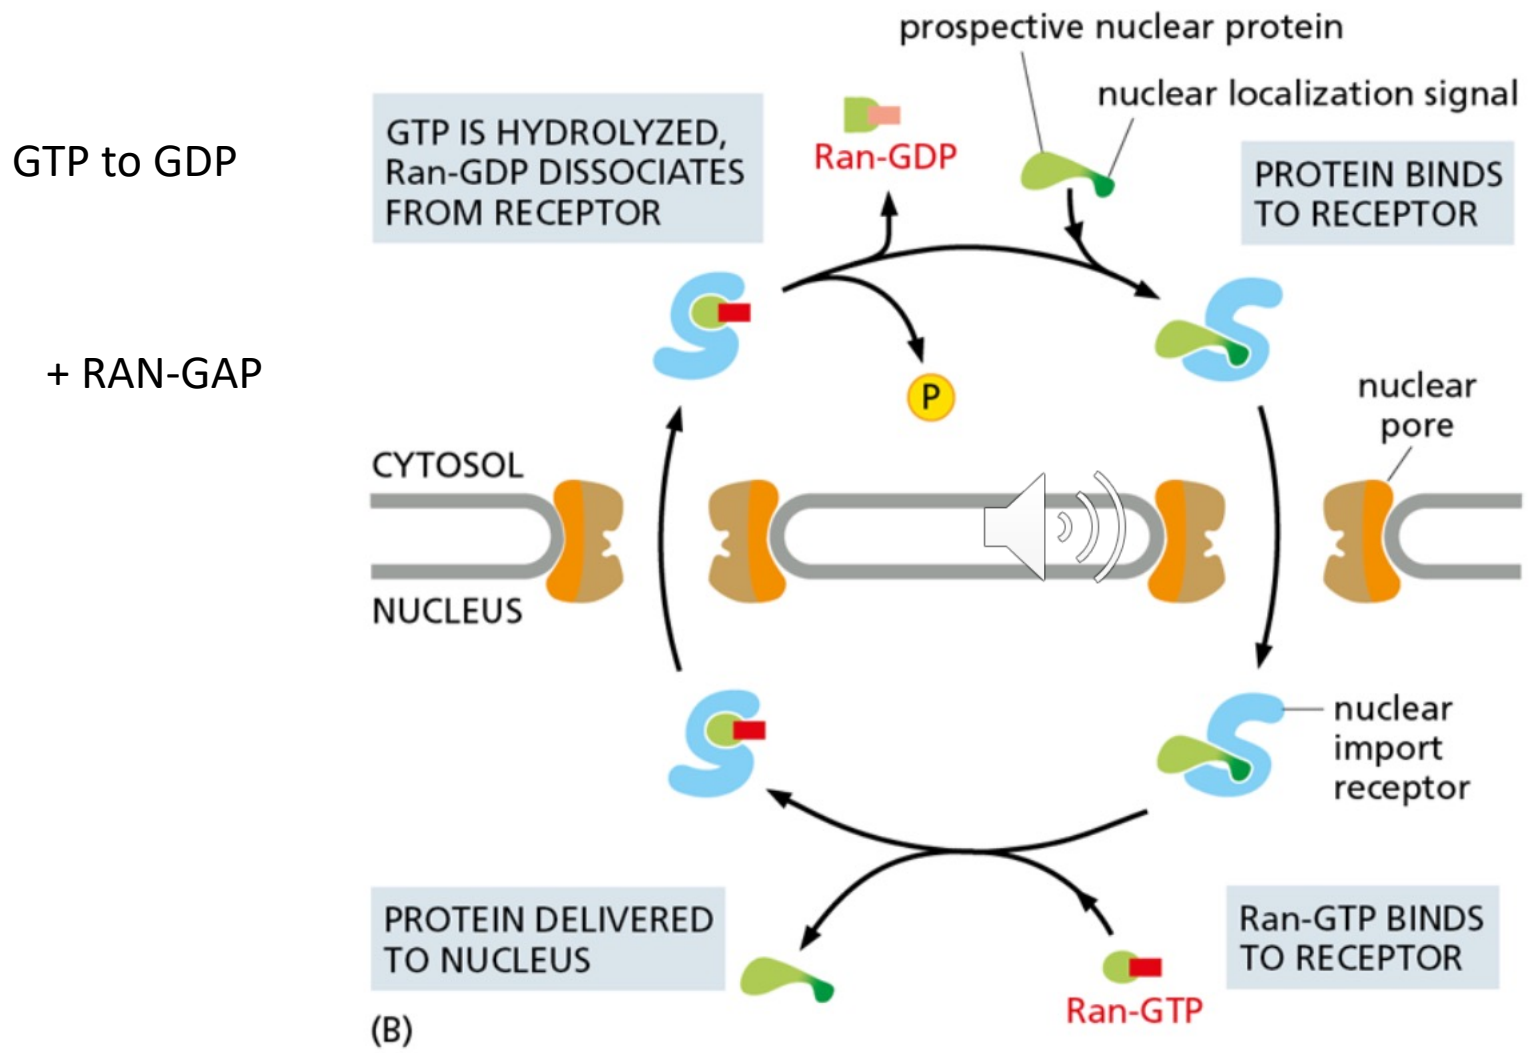 prospective nuclear protein
nuclear localization signal
GTP to GDP
GTP IS HYDROLYZED,
Ran-GDP DISSOCIATES
FROM RECEPTOR
Ran-GDP
PROTEIN BINDS
TO RECEPTOR
+ RAN-GAP
P
nuclear
pore
CYTOSOL
NUCLEUS
nuclear
import
receptor
PROTEIN DELIVERED
TO NUCLEUS
Ran-GTP BINDS
TO RECEPTOR
Ran-GTP
(B)